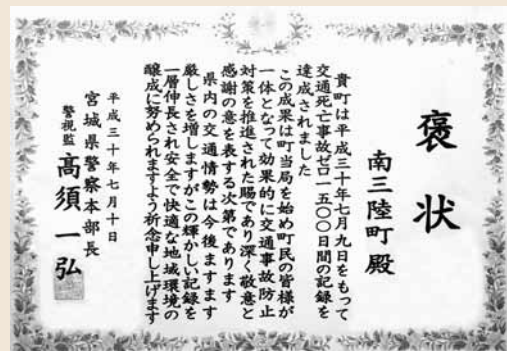 褒状
南三陸町殿
貴町は平成三十年七月九日をもって
交通死亡事故ゼロ一五〇〇日間の記録を
達成されました
この成果は町当局を始め町民の皆様が
一体となって効果的に交通事故防止
対策を推進された賜であり深く敬意と
感謝の意を表する次第であります
県内の交通情勢は今後ますます
厳しさを増しますがこの輝かしい記録を
一層伸長され安全で快適な地域環境の
醸成に努められますよう祈念申し上げます
平成三十年七月十日
宮城県警察本部長
警視監 髙須一弘